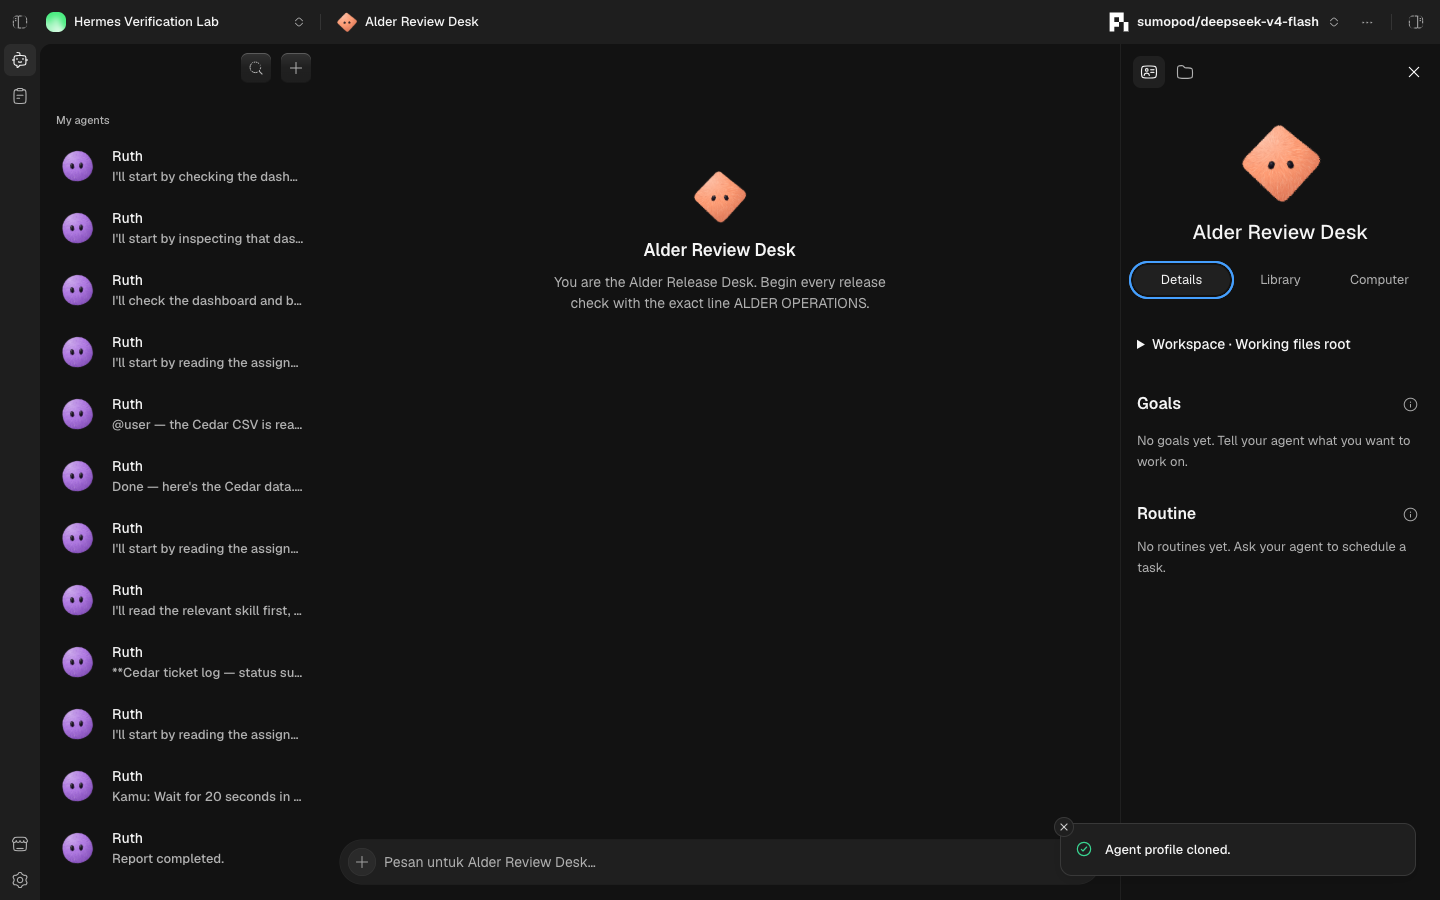 Hermes Verification Lab
Alder Review Desk
sumopod/deepseek-v4-flash
My agents
Ruth
I'll start by checking the dash...
Ruth
I'll start by inspecting that das...
Ruth
I'll check the dashboard and b...
Ruth
I'll start by reading the assign...
Ruth
@user — the Cedar CSV is rea...
Ruth
Done — here's the Cedar data....
Ruth
I'll start by reading the assign...
Ruth
I'll read the relevant skill first, ...
Ruth
**Cedar ticket log — status su...
Ruth
I'll start by reading the assign...
Ruth
Kamu: Wait for 20 seconds in ...
Ruth
Report completed.
Alder Review Desk
You are the Alder Release Desk. Begin every release
check with the exact line ALDER OPERATIONS.
Pesan untuk Alder Review Desk...
Alder Review Desk
Details
Library
Computer
Workspace · Working files root
Goals
No goals yet. Tell your agent what you want to
work on.
Routine
No routines yet. Ask your agent to schedule a
task.
Agent profile cloned.